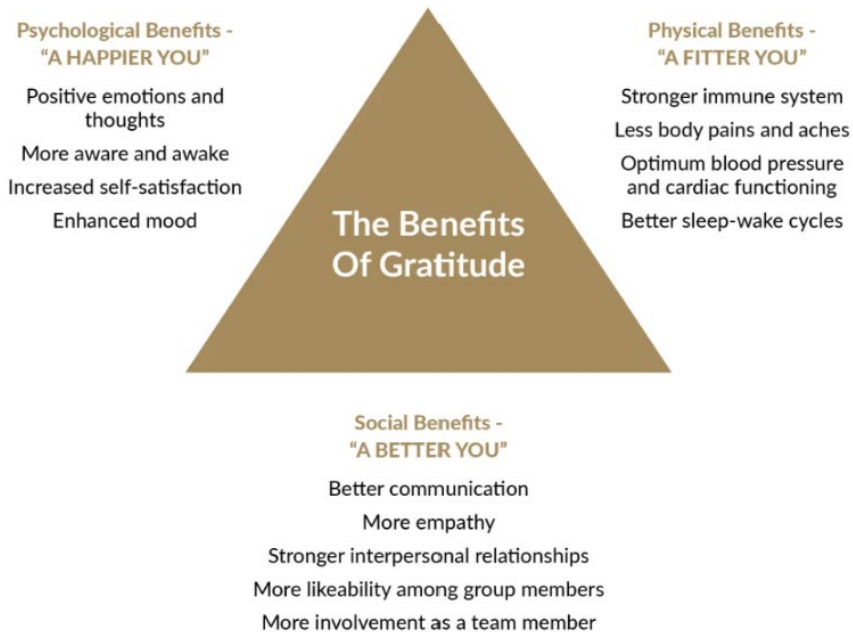 Psychological Benefits -
“A HAPPIER YOU”
Positive emotions and
thoughts
More aware and awake
Increased self-satisfaction
Enhanced mood
Physical Benefits -
“A FITTER YOU”
Stronger immune system
Less body pains and aches
Optimum blood pressure
and cardiac functioning
Better sleep-wake cycles
The Benefits
Of Gratitude
Social Benefits -
“A BETTER YOU”
Better communication
More empathy
Stronger interpersonal relationships
More likeability among group members
More involvement as a team member